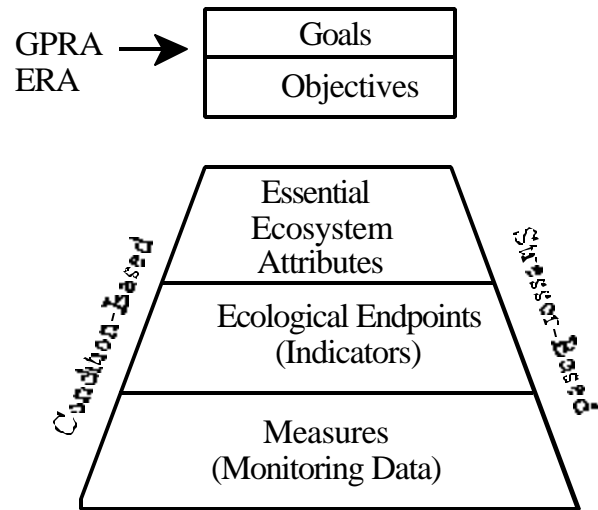 GPRA
ERA
Goals
Objectives
Essential
Ecosystem
Attributes
Condition-Based
Stressor-Based
Ecological Endpoints
(Indicators)
Measures
(Monitoring Data)